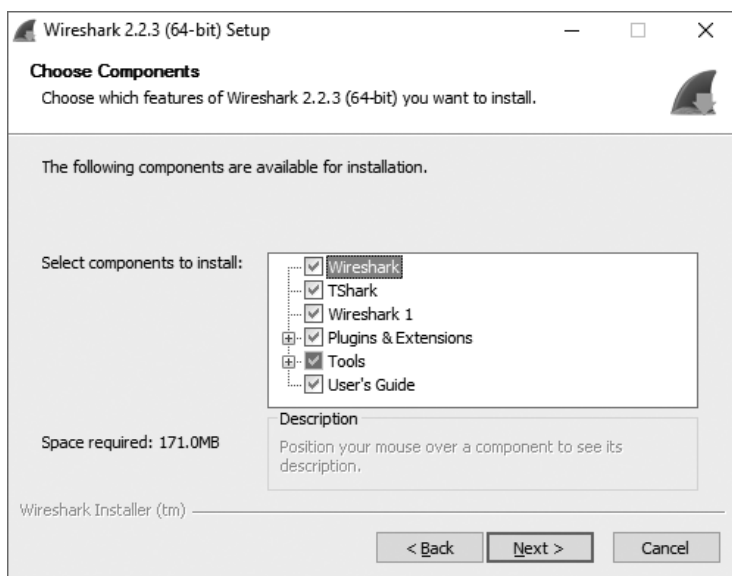 Wireshark 2.2.3 (64-bit) Setup
Choose Components
Choose which features of Wireshark 2.2.3 (64-bit) you want to install.
The following components are available for installation.
Select components to install:
Wireshark
TShark
Wireshark 1
Plugins & Extensions
Tools
User's Guide
Space required: 171.0MB
Description
Position your mouse over a component to see its
description.
Wireshark Installer (tm)
< Back
Next >
Cancel